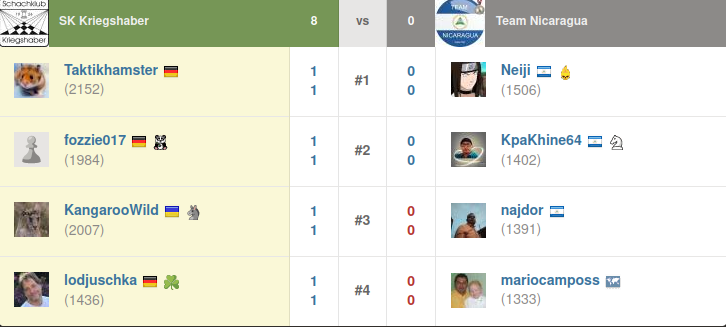 Schachklub
Kriegshaber
SK Kriegshaber 8 vs 0 TEAM NICARAGUA Team Nicaragua
Taktikhamster 1 #1 0 Neiji
(2152) 1 0 (1506)
fozzie017 1 #2 0 KpaKhine64
(1984) 1 0 (1402)
KangarooWild 1 #3 0 najdor
(2007) 1 0 (1391)
lodjuschka 1 #4 0 mariocamposs
(1436) 1 0 (1333)